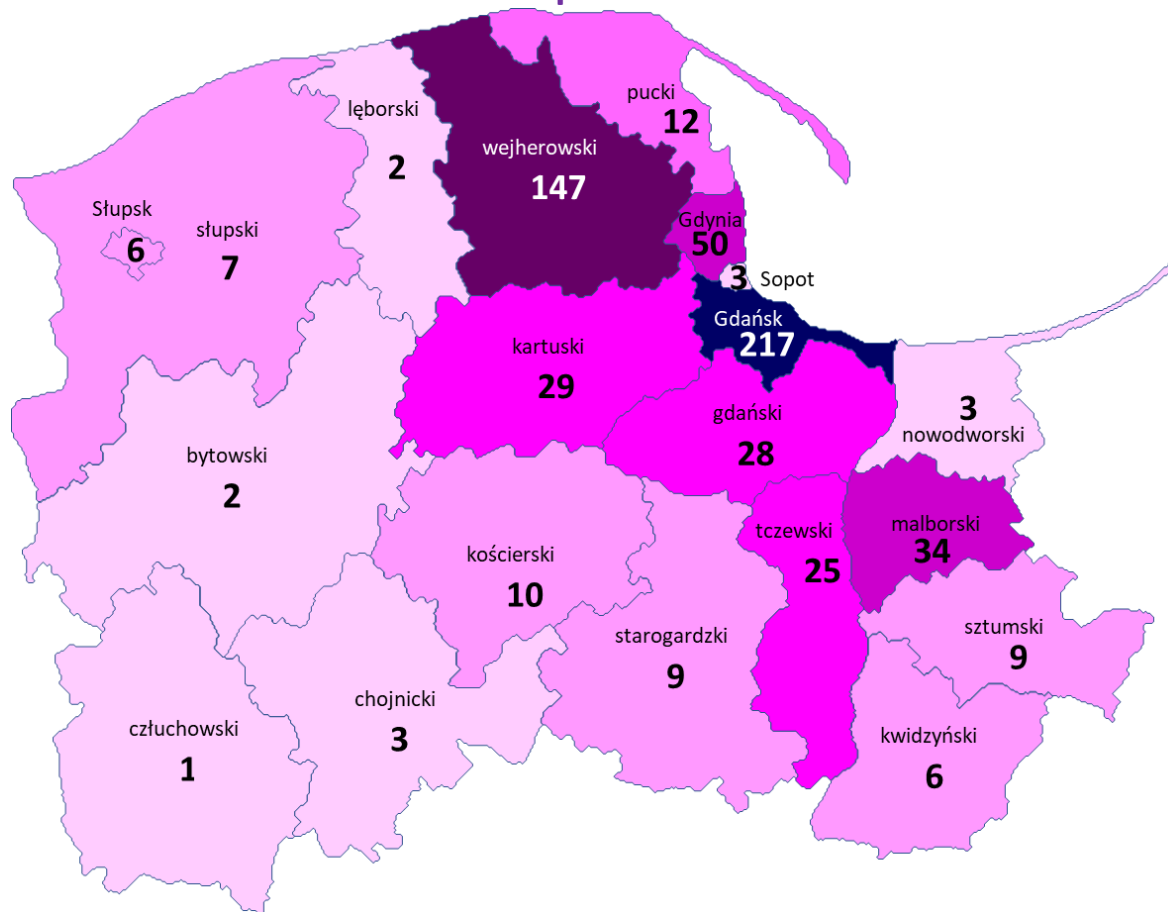 pucki
12
lęborski
2
wejherowski
147
Słupsk
6
słupski
7
Gdynia
50
3
Sopot
Gdańsk
217
kartuski
29
gdański
28
3
nowodworski
bytowski
2
kościerski
10
tczewski
25
malborski
34
starogardzki
9
sztumski
9
chojnicki
3
człuchowski
1
kwidzyński
6